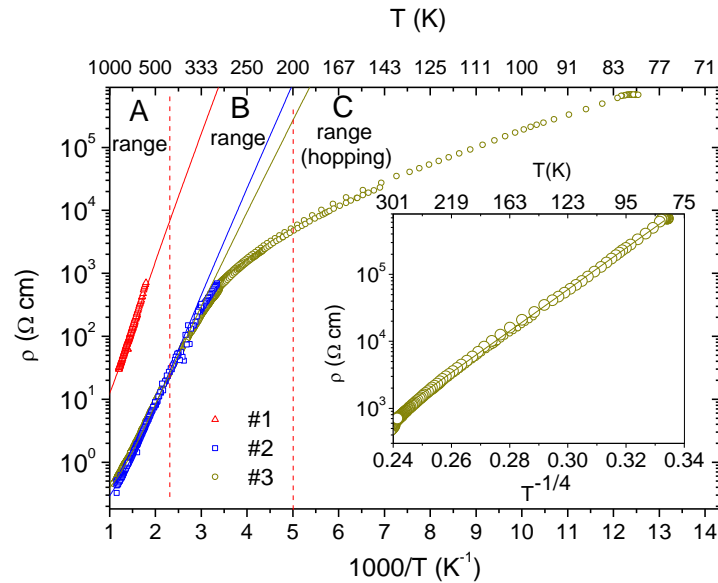 T (K)
1000 500 333 250 200 167 143 125 111 100 91 83 77 71
A B C
range range range
(hopping)
10^5
10^4
10^3
10^2
10^1
10^0
ρ (Ω cm)
#1
#2
#3
1 2 3 4 5 6 7 8 9 10 11 12 13 14
1000/T (K^-1)
T(K)
301 219 163 123 95 75
10^5
10^4
10^3
ρ (Ω cm)
0.24 0.26 0.28 0.30 0.32 0.34
T^-1/4